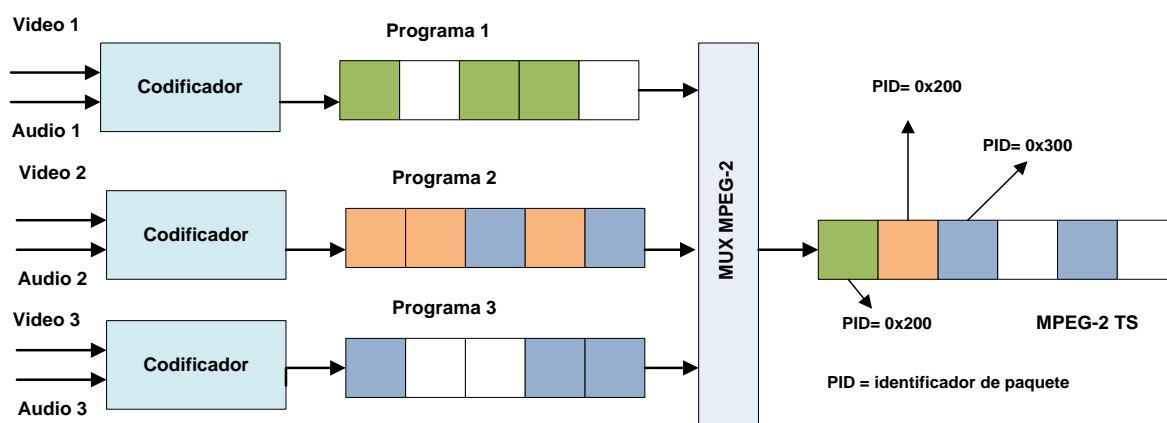 Video 1
Codificador
Audio 1
Programa 1
Video 2
Codificador
Audio 2
Programa 2
Video 3
Codificador
Audio 3
Programa 3
MUX MPEG-2
PID= 0x200
PID= 0x300
PID= 0x200
MPEG-2 TS
PID = identificador de paquete